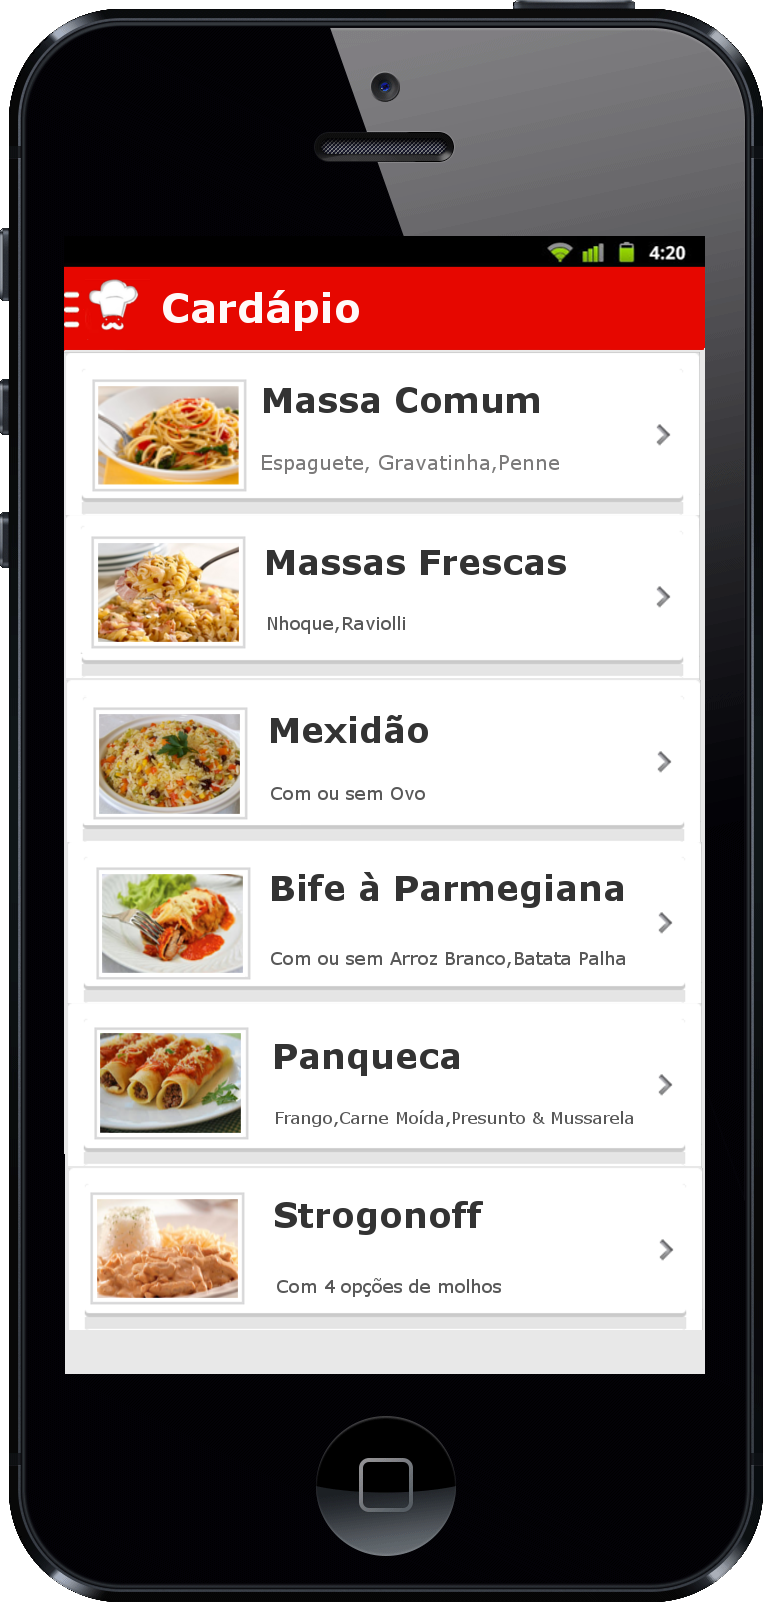 4:20
Cardápio
Massa Comum
Espaguete, Gravatinha,Penne
Massas Frescas
Nhoque,Raviolli
Mexidão
Com ou sem Ovo
Bife à Parmegiana
Com ou sem Arroz Branco,Batata Palha
Panqueca
Frango,Carne Moída,Presunto & Mussarela
Strogonoff
Com 4 opções de molhos